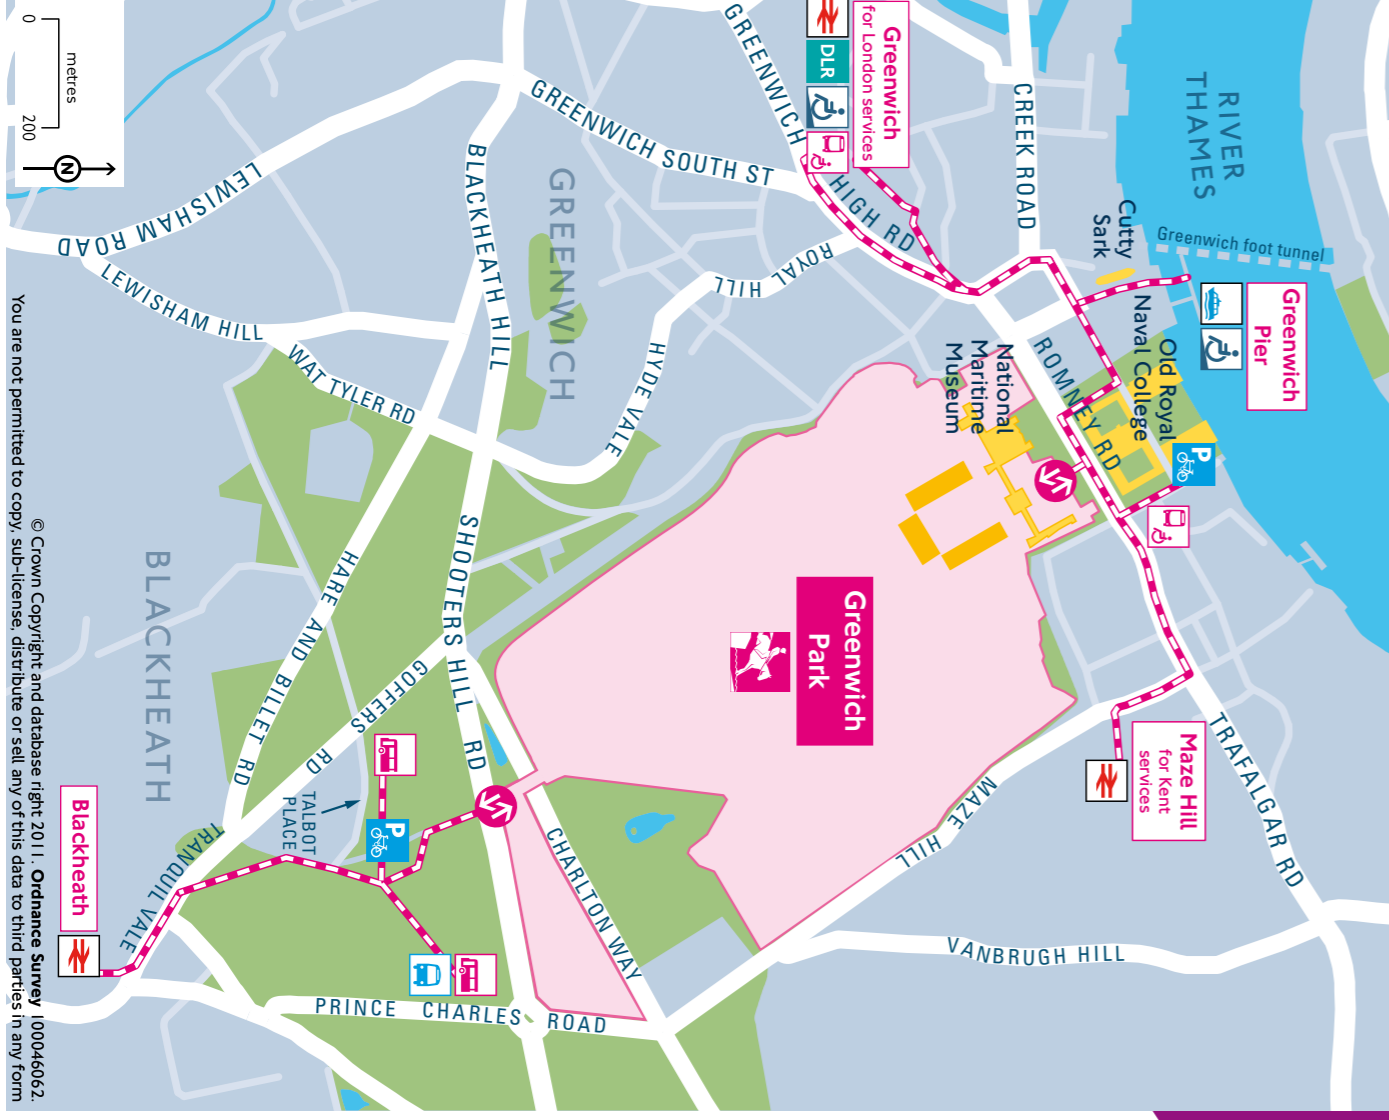 RIVER
THAMES
Greenwich foot tunnel
Greenwich
Pier
Cutty
Sark
Old Royal
Naval College
P
National
Maritime
Museum
ROMNEY RD
CREEK ROAD
Greenwich
for London services
DLR
GREENWICH
HIGH RD
GREENWICH SOUTH ST
ROYAL HILL
GREENWICH
HYDE VALE
BLACKHEATH HILL
LEWISHAM ROAD
LEWISHAM HILL
WAT TYLER RD
SHOOTERS HILL RD
HARE AND BILLET RD
GOFFERS RD
BLACKHEATH
Greenwich
Park
Maze Hill
for Kent
services
TRAFALGAR RD
MAZE HILL
VANBRUGH HILL
CHARLTON WAY
PRINCE CHARLES ROAD
P
TALBOT
PLACE
TRANQUIL VALE
Blackheath
0
200
metres
N
© Crown Copyright and database right 2011. Ordnance Survey 100046062.
You are not permitted to copy, sub-license, distribute or sell any of this data to third parties in any form